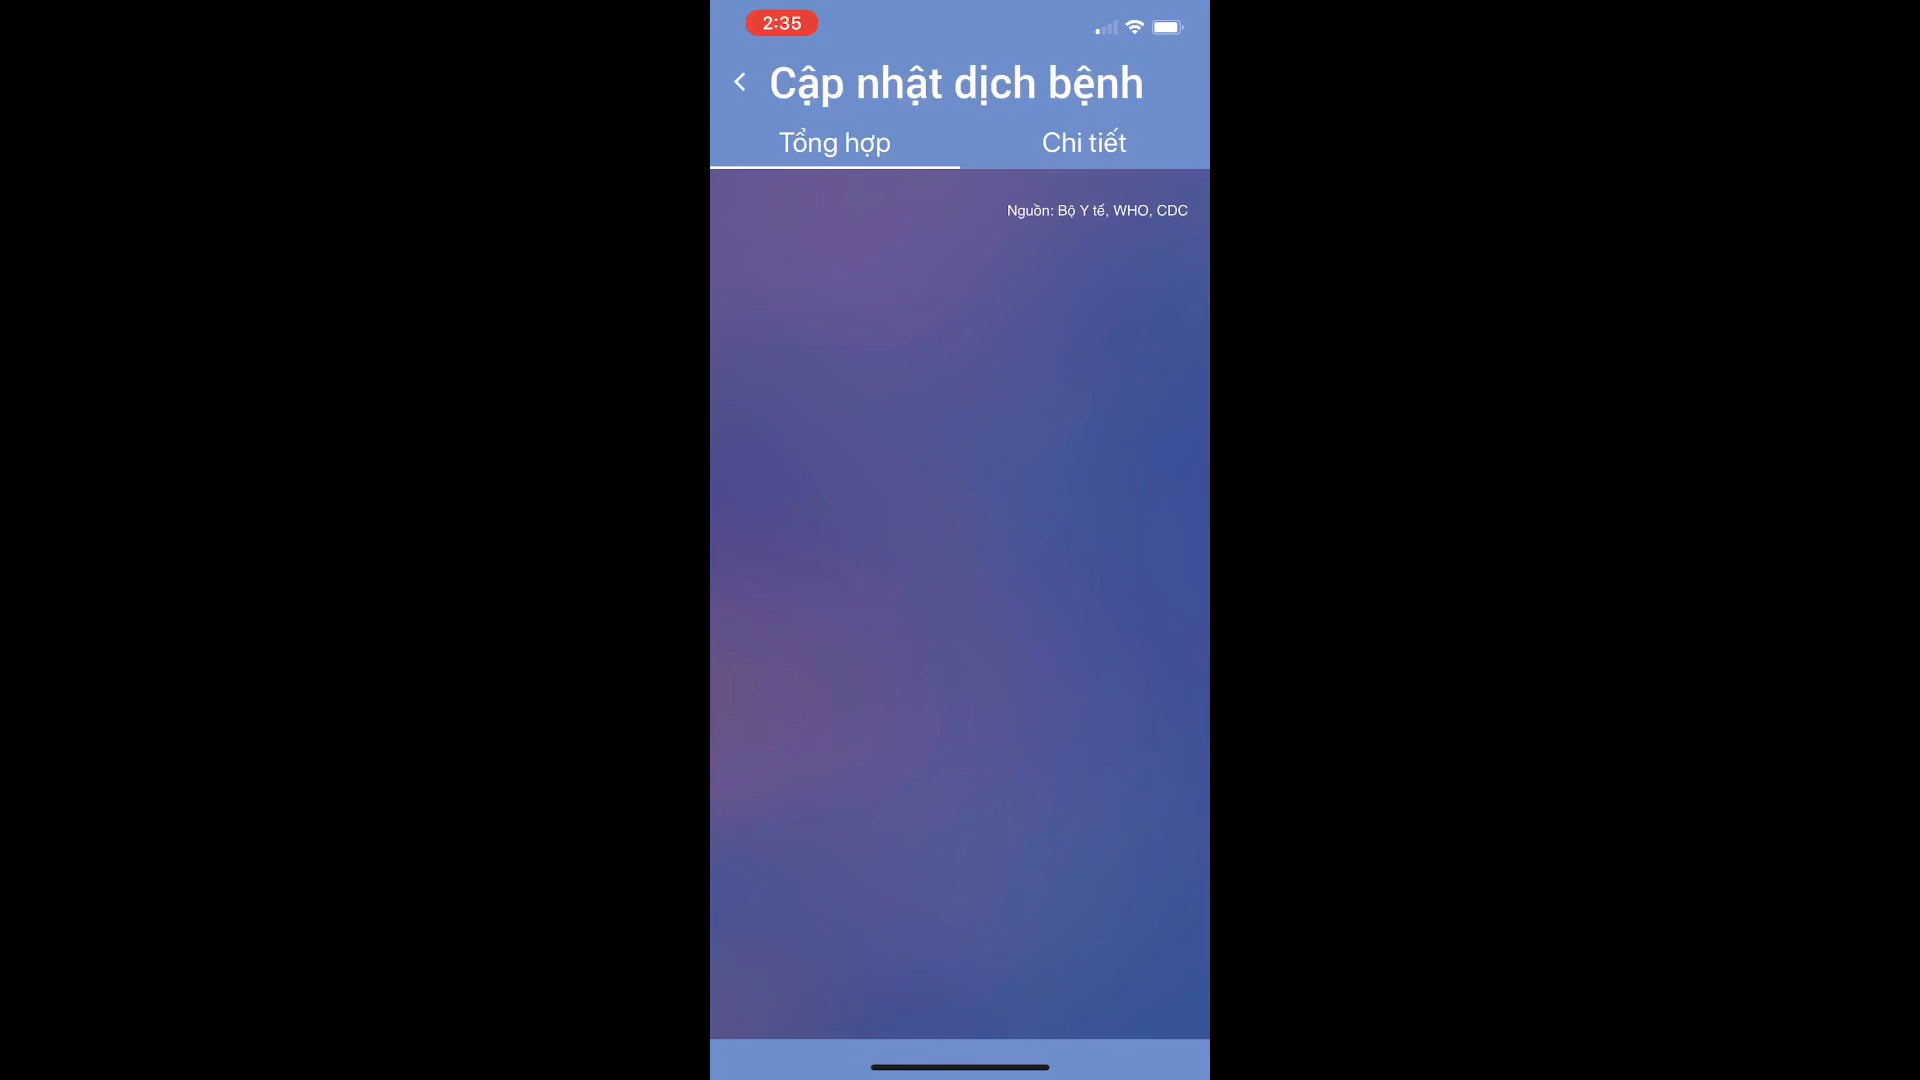 2:35
Cập nhật dịch bệnh
Tổng hợp
Chi tiết
Nguồn: Bộ Y tế, WHO, CDC